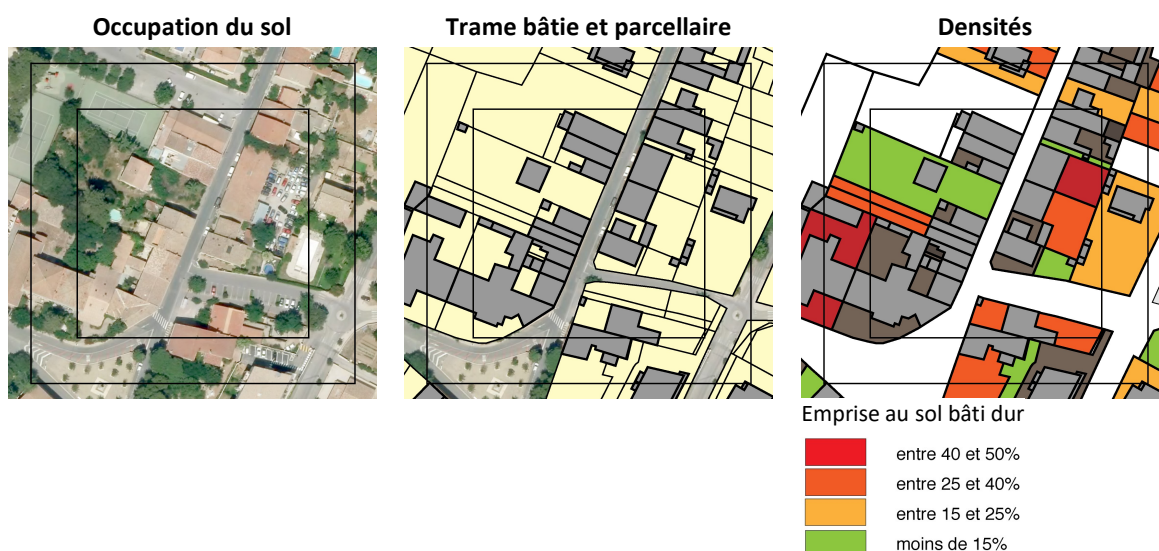 Occupation du sol
Trame bâtie et parcellaire
Densités
Emprise au sol bâti dur
entre 40 et 50%
entre 25 et 40%
entre 15 et 25%
moins de 15%